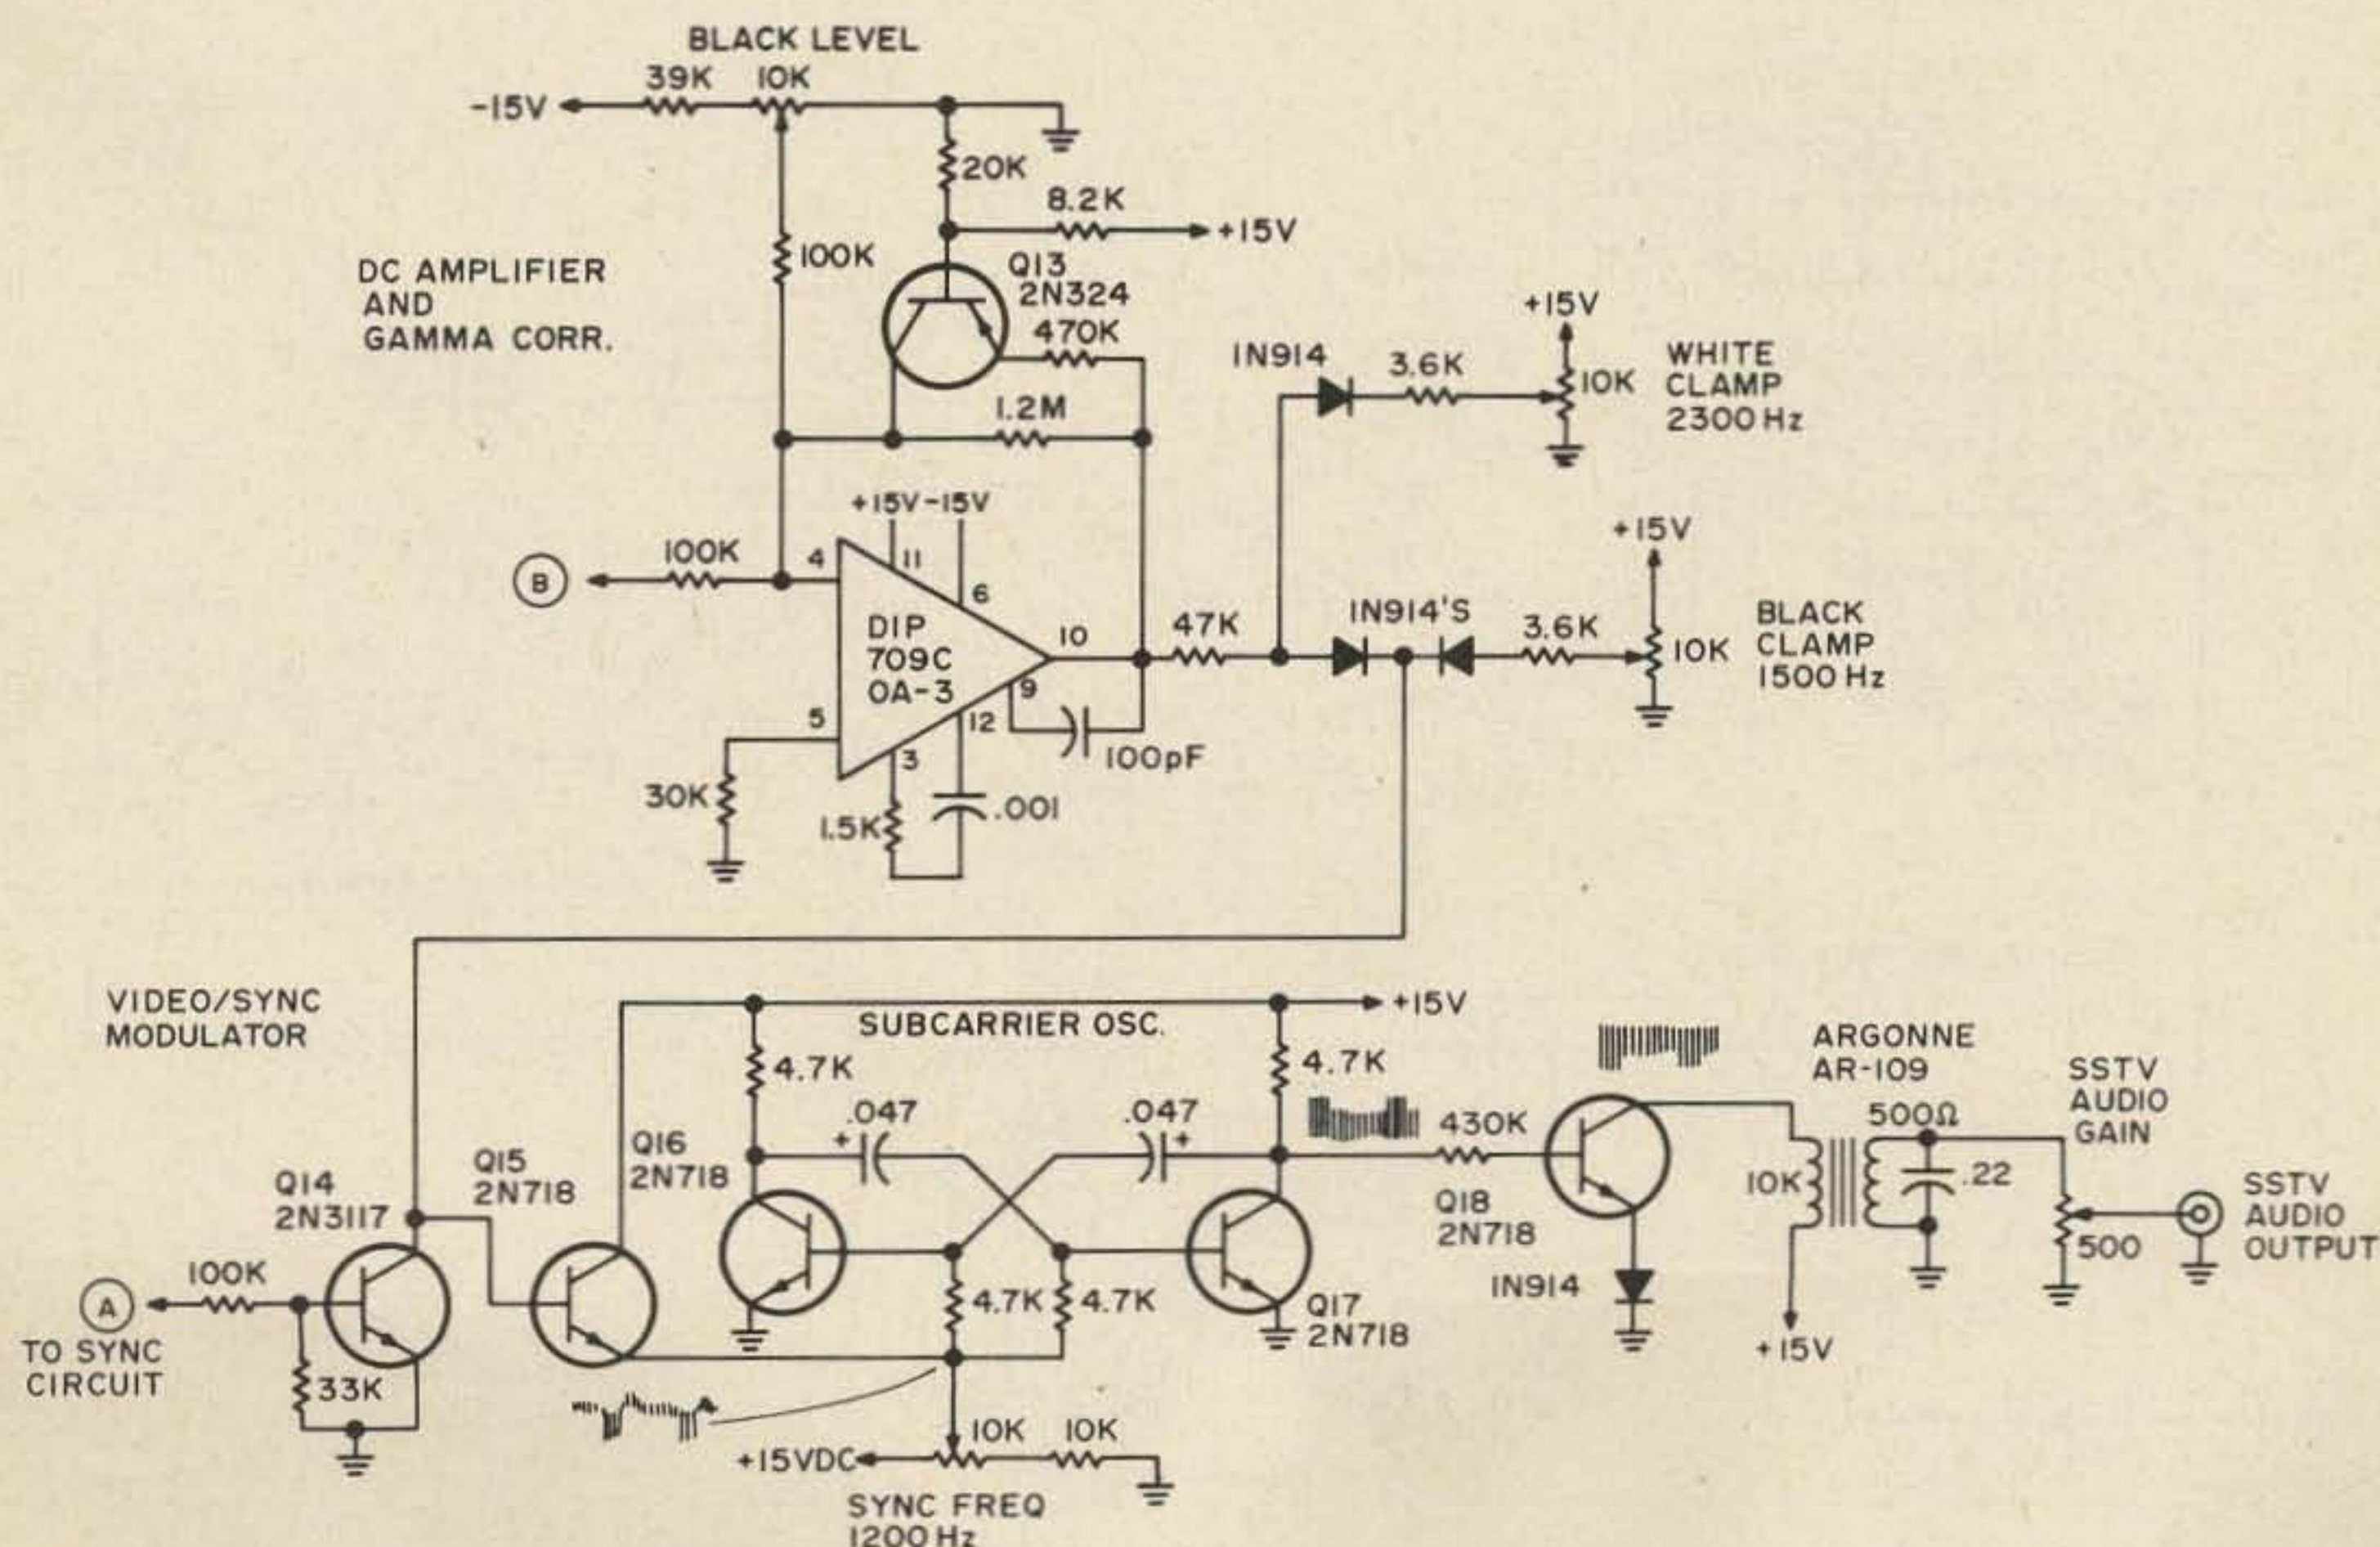 BLACK LEVEL
39K 10K
-15V
20K
8.2K
+15V
100K
DC AMPLIFIER
AND
GAMMA CORR.
Q13
2N324
470K
1.2M
+15V
1N914
3.6K
10K
WHITE
CLAMP
2300 Hz
+15V -15V
11
6
B
100K
4
DIP
709C
OA-3
10
47K
1N914'S
3.6K
+15V
10K
BLACK
CLAMP
1500 Hz
9
12
5
3
100pF
30K
1.5K
.001
VIDEO/SYNC
MODULATOR
+15V
SUBCARRIER OSC.
4.7K
4.7K
.047
+
.047
+
430K
ARGONNE
AR-109
500Ω
SSTV
AUDIO
GAIN
Q14
2N3117
Q15
2N718
Q16
2N718
10K
.22
Q18
2N718
500
SSTV
AUDIO
OUTPUT
100K
A
TO SYNC
CIRCUIT
33K
4.7K
4.7K
Q17
2N718
1N914
+15V
10K
10K
+15VDC
SYNC FREQ
1200 Hz